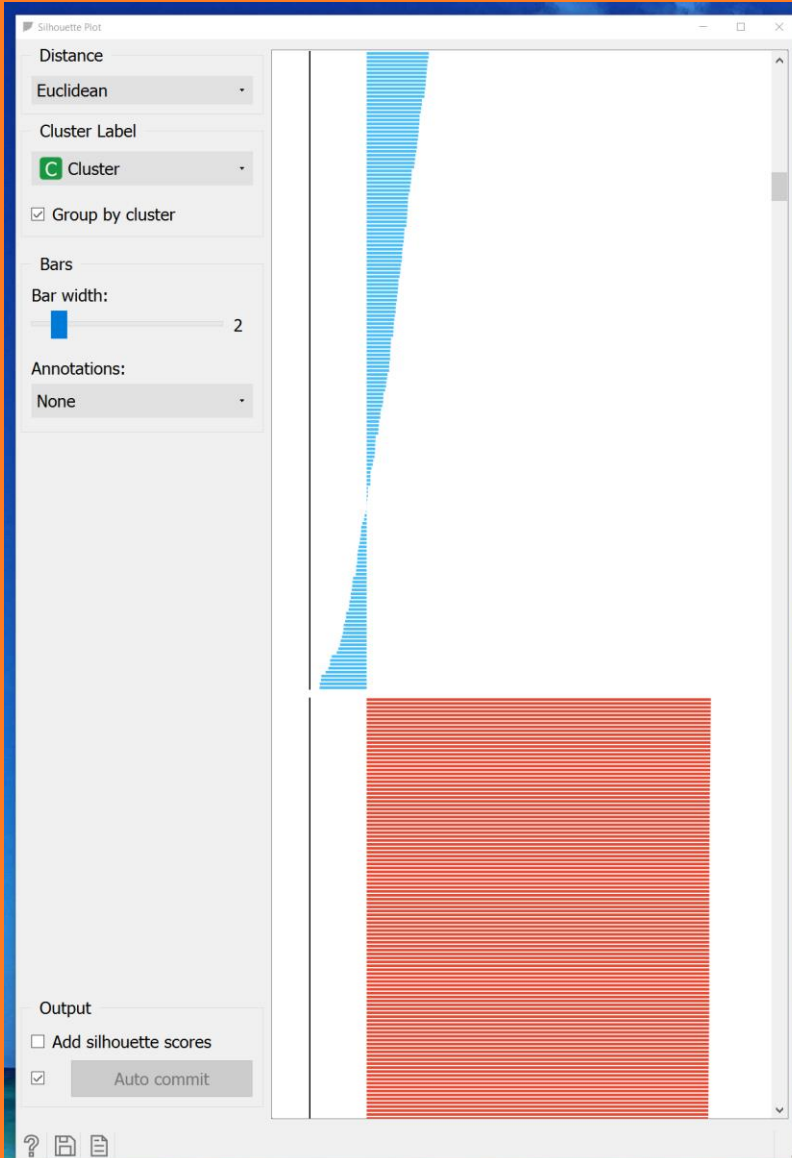 Silhouette Plot
Distance
Euclidean
Cluster Label
C Cluster
Group by cluster
Bars
Bar width:
2
Annotations:
None
Output
Add silhouette scores
Auto commit
?